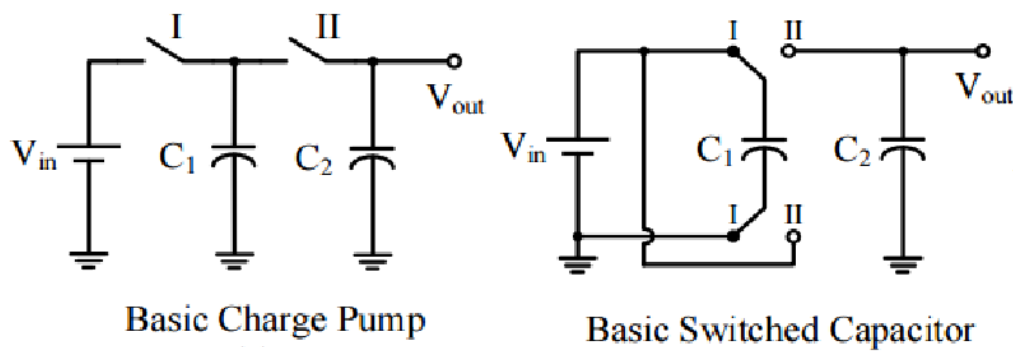 I
II
V_out
V_in
C_1
C_2
Basic Charge Pump
I
II
V_out
V_in
C_1
C_2
I
II
Basic Switched Capacitor